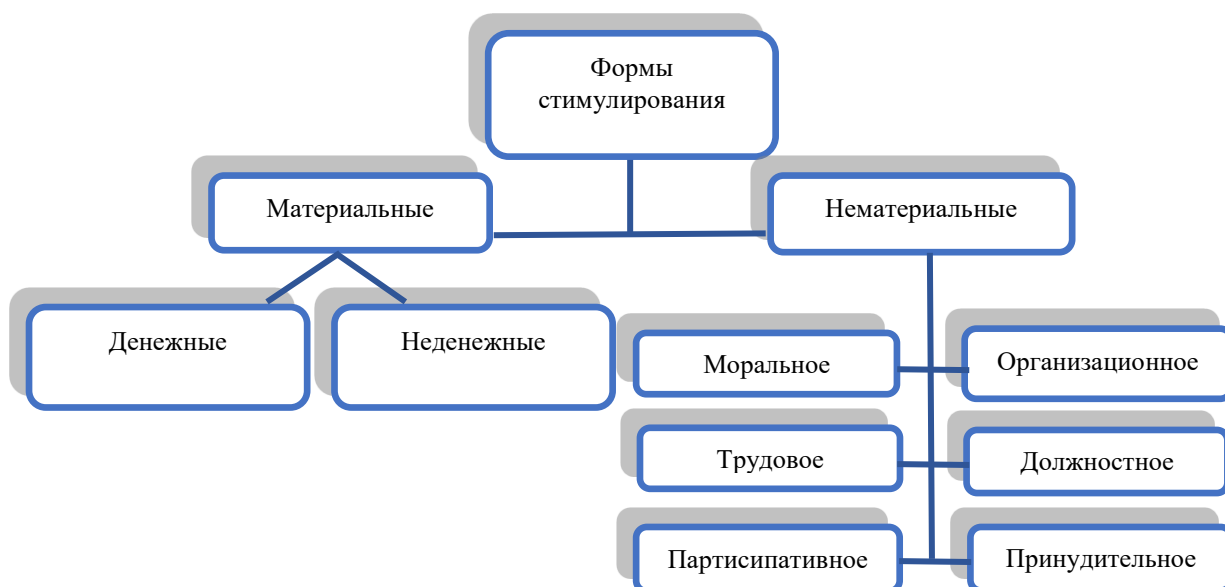 Формы
стимулирования
Материальные
Нематериальные
Денежные
Неденежные
Моральное
Организационное
Трудовое
Должностное
Партисипативное
Принудительное